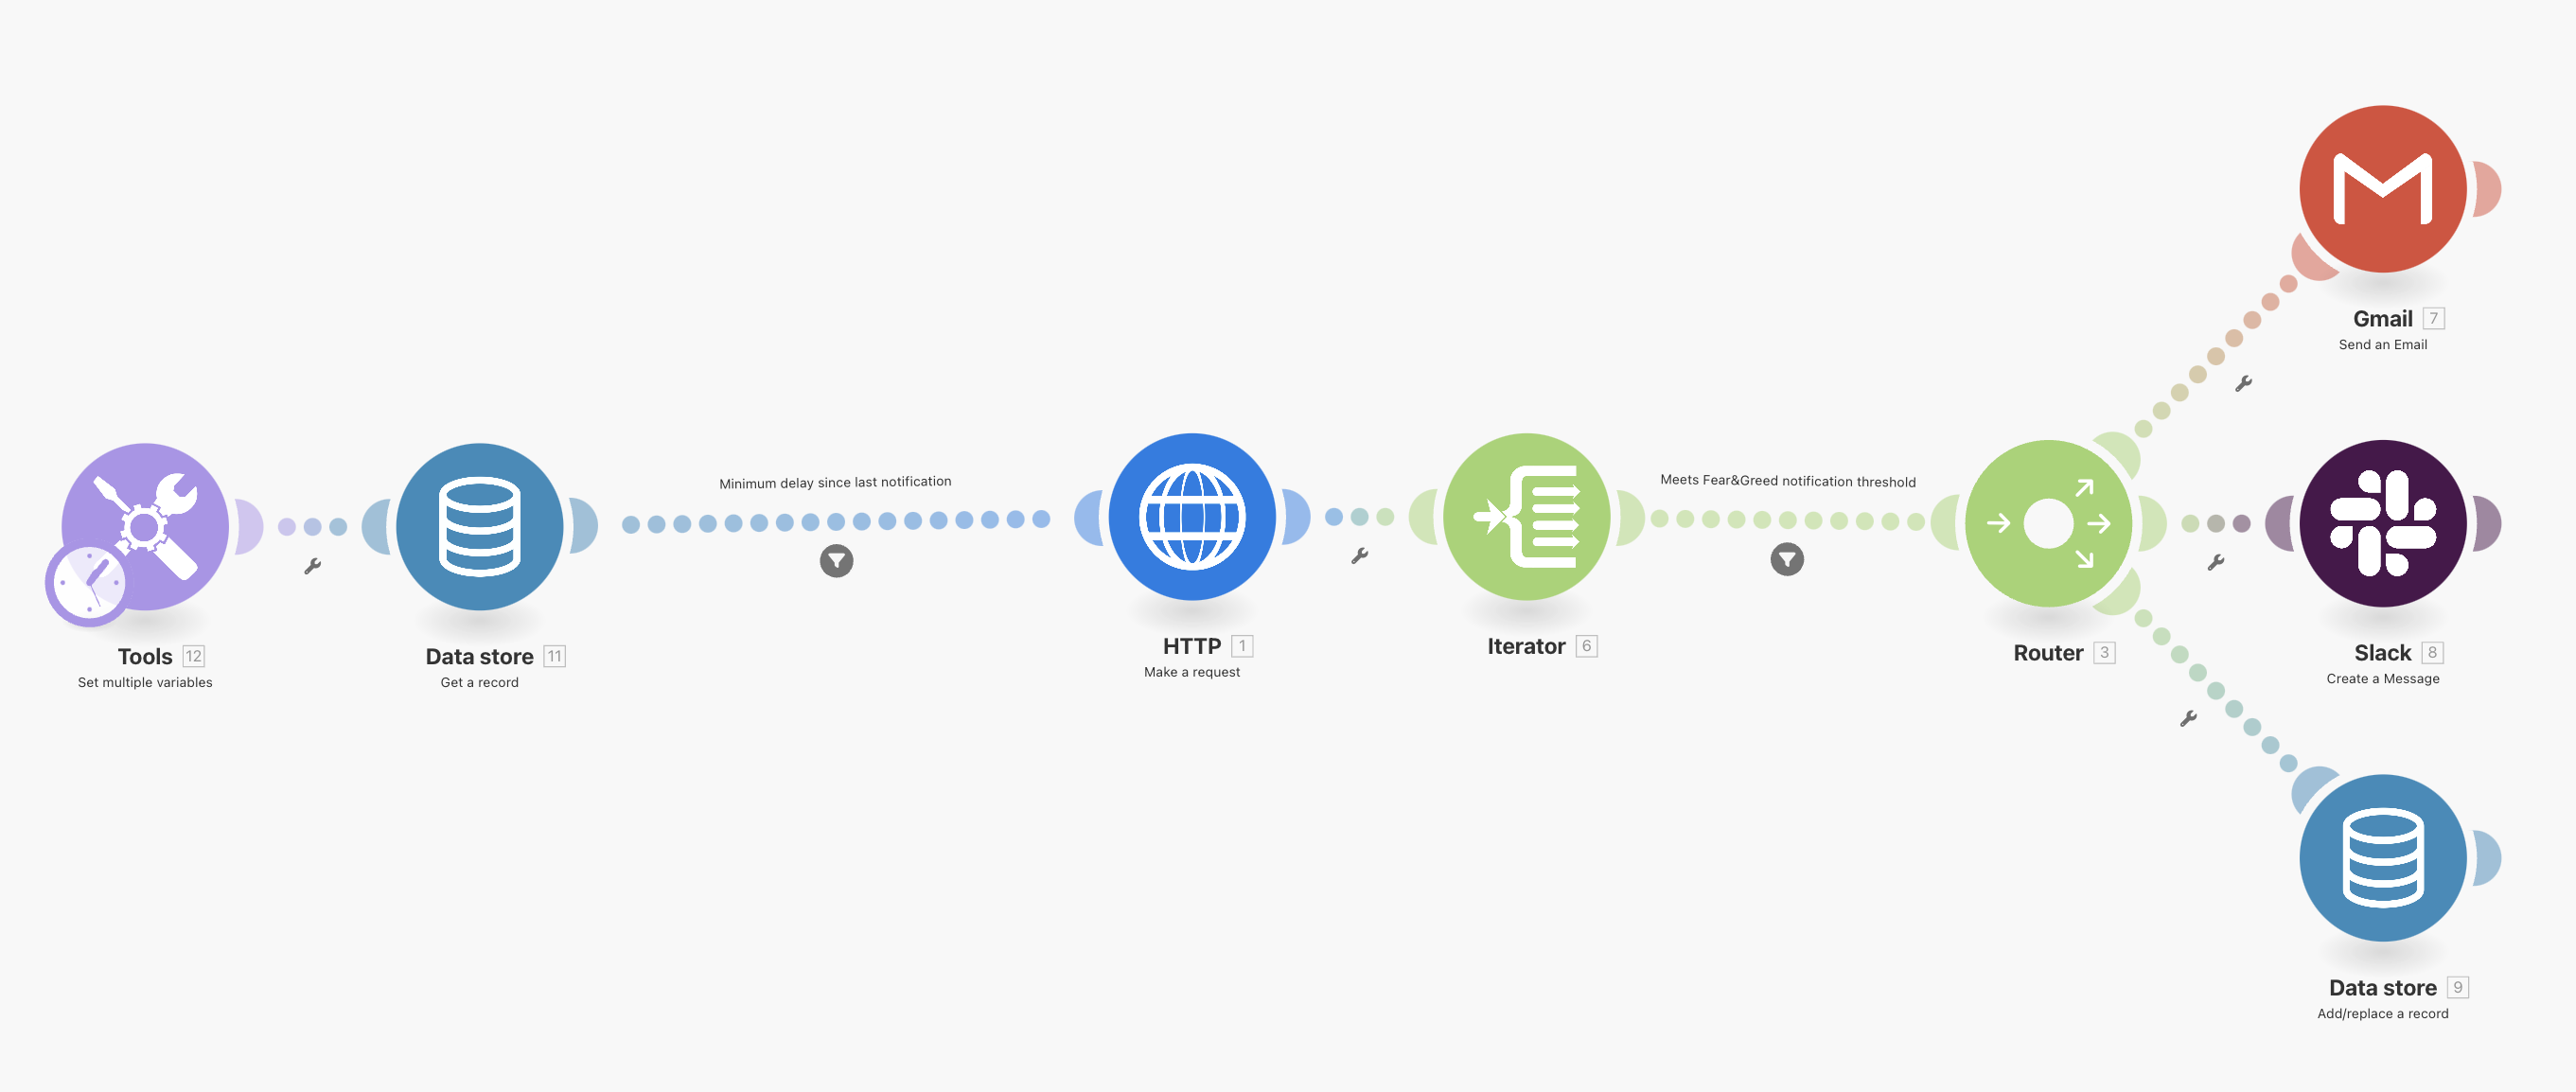 Tools 12
Set multiple variables
Data store 11
Get a record
Minimum delay since last notification
HTTP 1
Make a request
Iterator 6
Meets Fear&Greed notification threshold
Router 3
Gmail 7
Send an Email
Slack 8
Create a Message
Data store 9
Add/replace a record